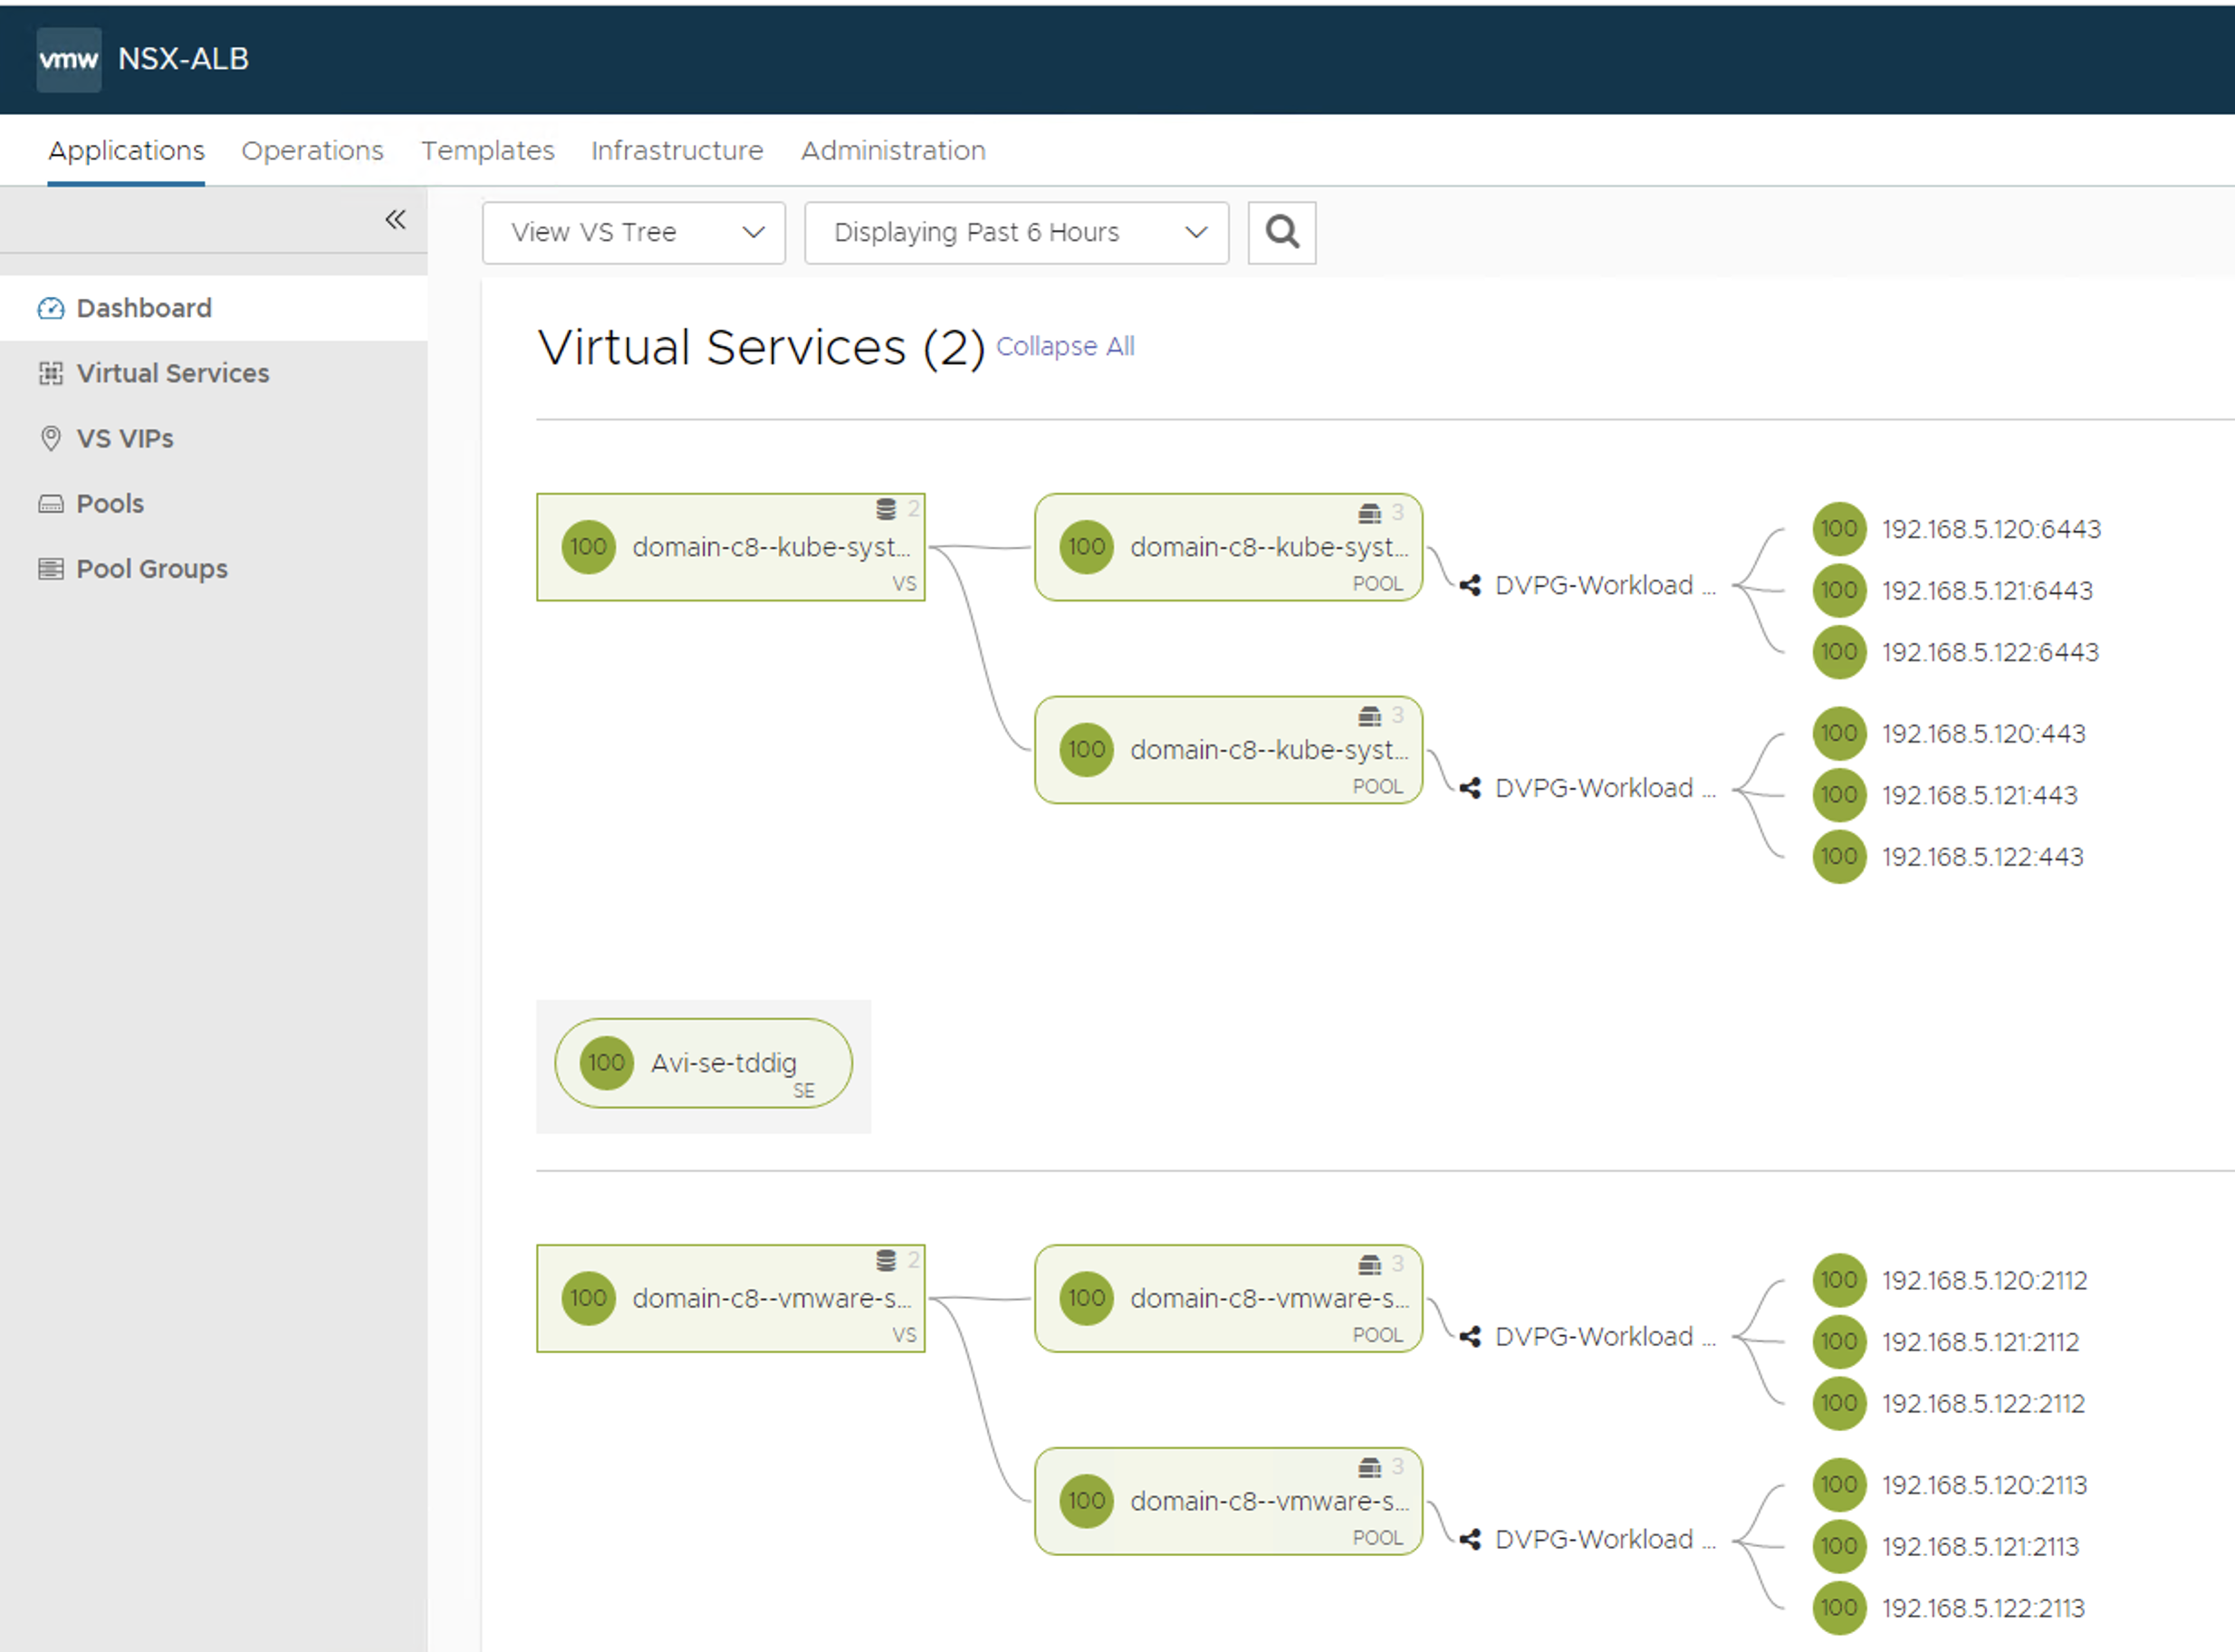 vmw NSX-ALB
Applications Operations Templates Infrastructure Administration
Dashboard
Virtual Services
VS VIPs
Pools
Pool Groups
View VS Tree Displaying Past 6 Hours
Virtual Services (2) Collapse All
2
100 domain-c8--kube-syst...
VS
3
100 domain-c8--kube-syst...
POOL
DVPG-Workload ...
100 192.168.5.120:6443
100 192.168.5.121:6443
100 192.168.5.122:6443
3
100 domain-c8--kube-syst...
POOL
DVPG-Workload ...
100 192.168.5.120:443
100 192.168.5.121:443
100 192.168.5.122:443
100 Avi-se-tddig
SE
2
100 domain-c8--vmware-s...
VS
3
100 domain-c8--vmware-s...
POOL
DVPG-Workload ...
100 192.168.5.120:2112
100 192.168.5.121:2112
100 192.168.5.122:2112
3
100 domain-c8--vmware-s...
POOL
DVPG-Workload ...
100 192.168.5.120:2113
100 192.168.5.121:2113
100 192.168.5.122:2113